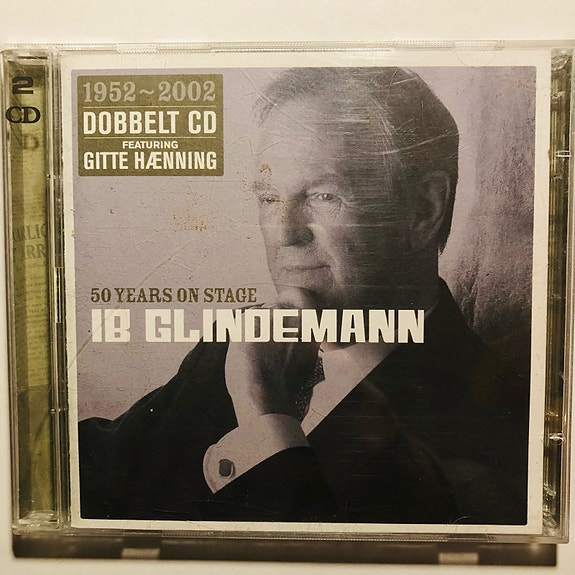 2
CD
1952~2002
DOBBELT CD
FEATURING
GITTE HÆNNING
50 YEARS ON STAGE
IB GLINDEMANN